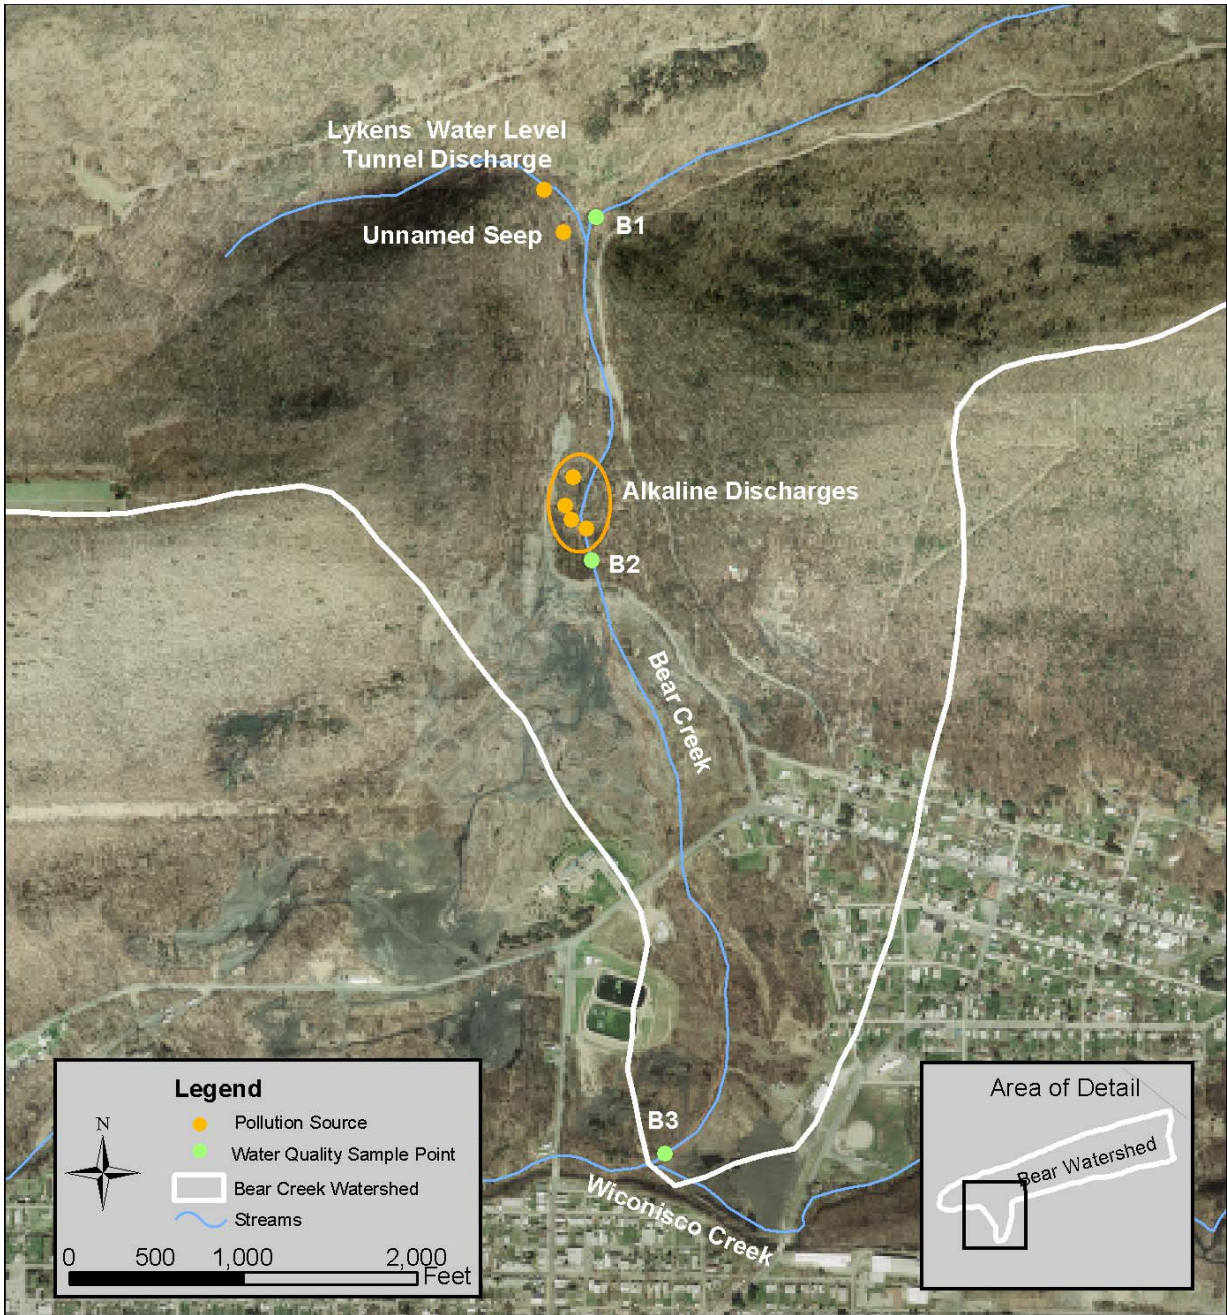 Lykens Water Level
Tunnel Discharge
B1
Unnamed Seep
Alkaline Discharges
B2
Bear Creek
B3
Wiconisco Creek
Legend
N
Pollution Source
Water Quality Sample Point
Bear Creek Watershed
Streams
0 500 1,000 2,000
Feet
Area of Detail
Bear Watershed